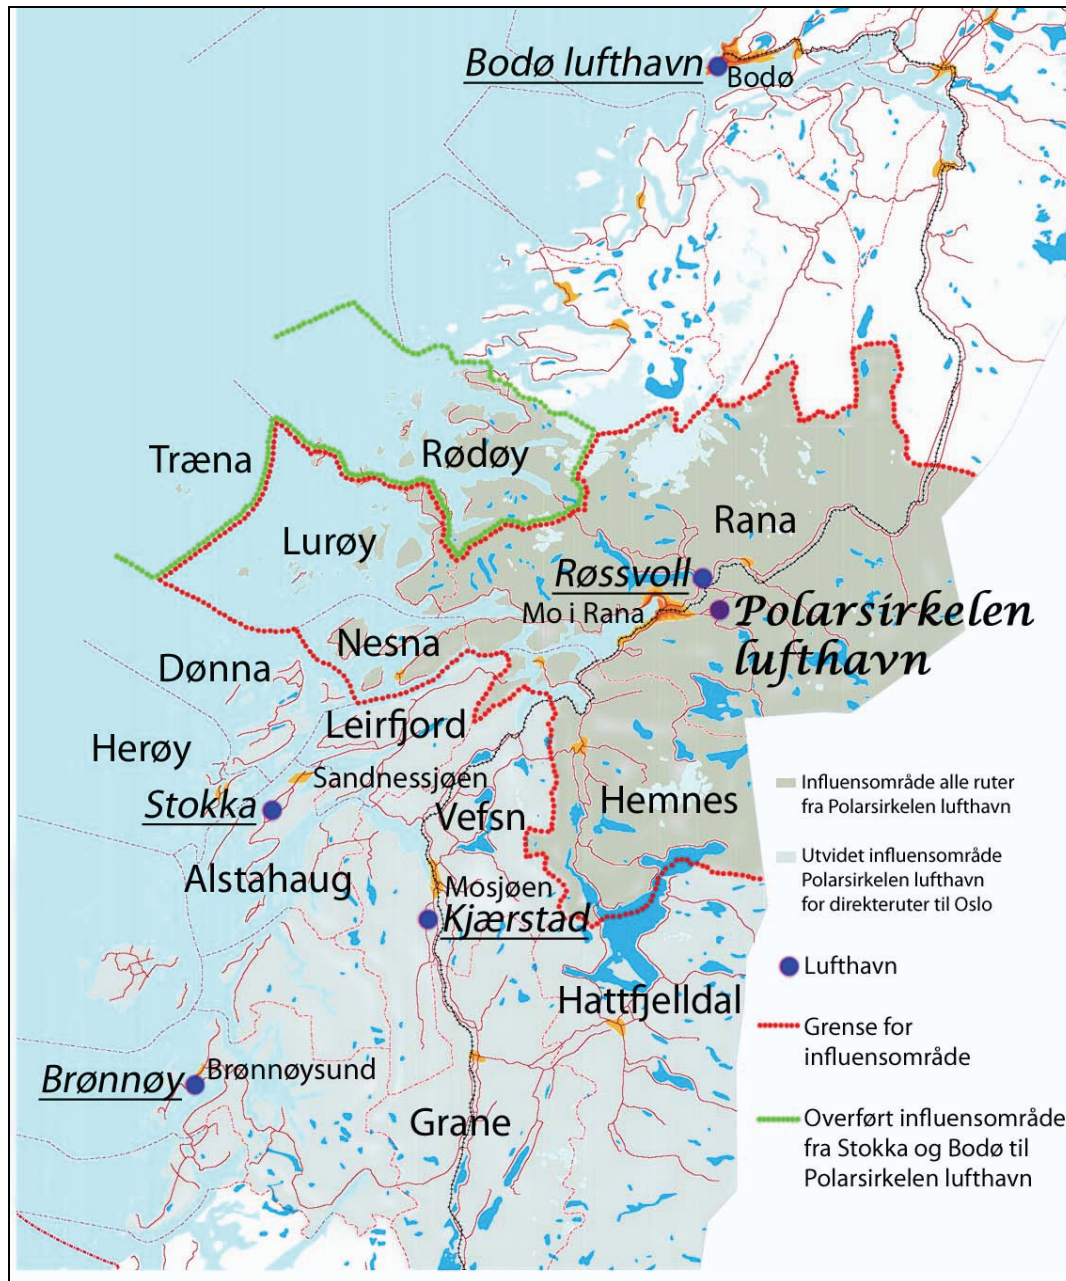 Bodø lufthavn
Bodø
Træna
Rødøy
Lurøy
Rana
Røssvoll
Mo i Rana
Polarsirkelen
lufthavn
Nesna
Dønna
Leirfjord
Herøy
Sandnessjøen
Stokka
Vefsn
Hemnes
Alstahaug
Mosjøen
Kjærstad
Hattfjelldal
Brønnøy
Brønnøysund
Grane
Influensområde alle ruter
fra Polarsirkelen lufthavn
Utvidet influensområde
Polarsirkelen lufthavn
for direkteruter til Oslo
Lufthavn
Grense for
influensområde
Overført influensområde
fra Stokka og Bodø til
Polarsirkelen lufthavn